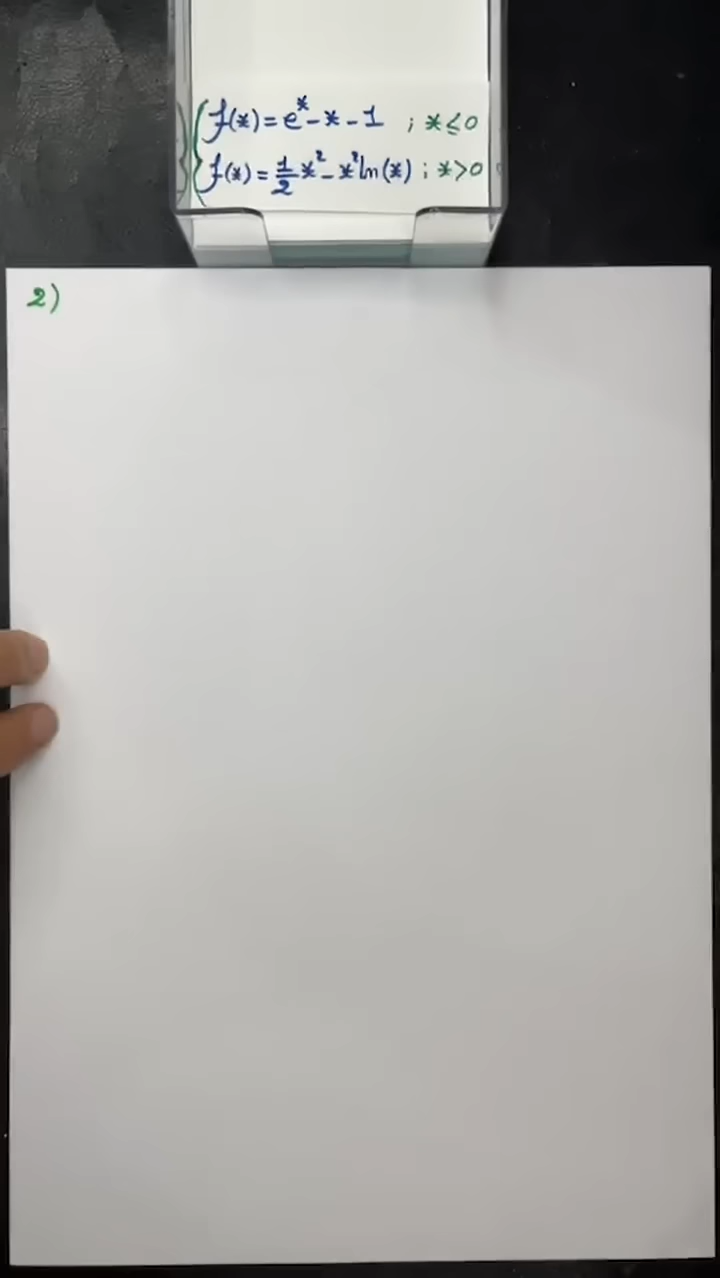 f(x) = e^x - x - 1 ; x ≤ 0
f(x) = 1/2 x² - x² ln(x) ; x > 0
2)